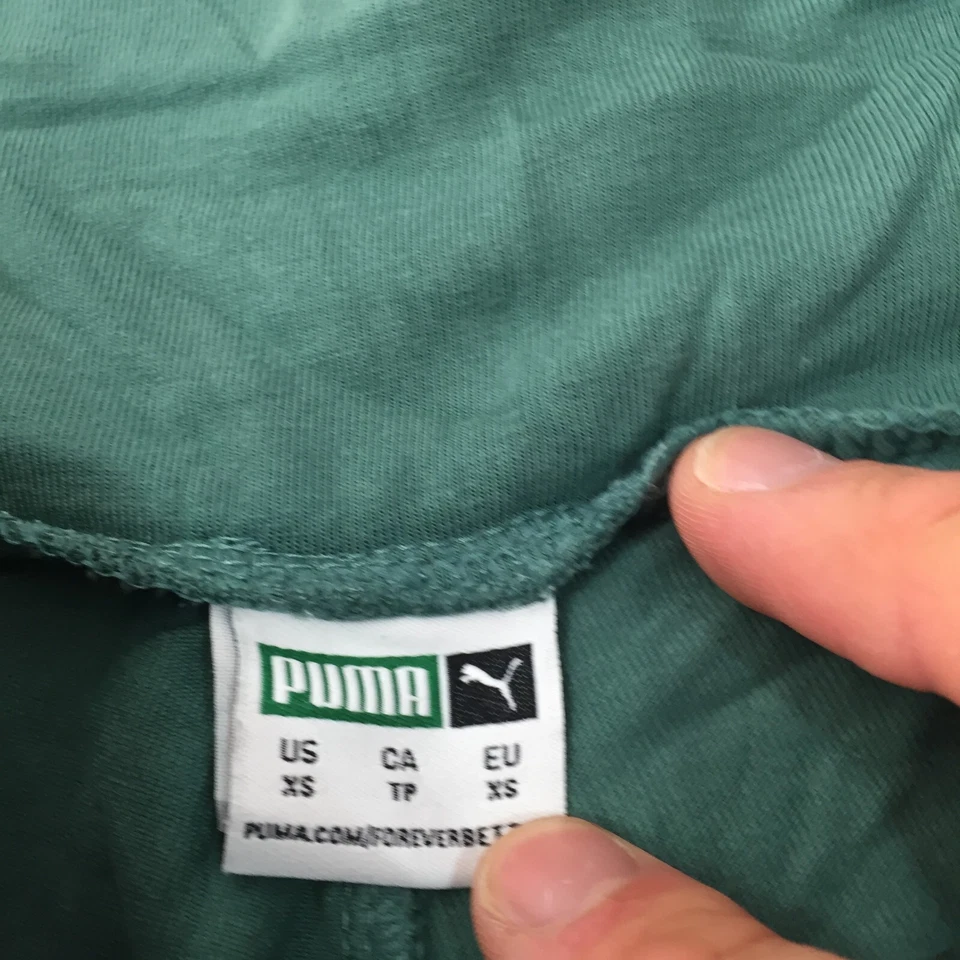 PUMA
US CA EU
XS TP XS
PUMA.COM/FOREVERBET